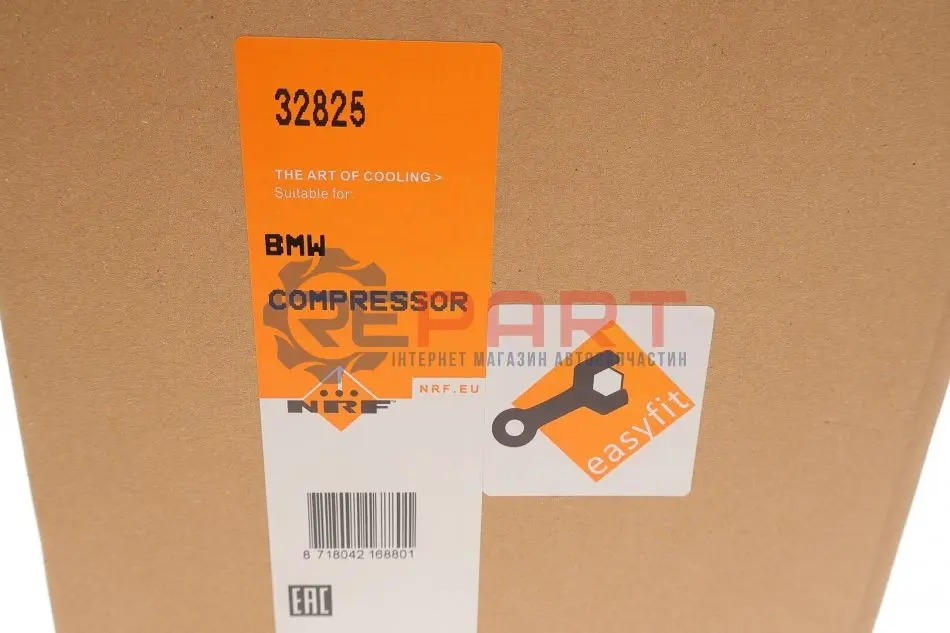 32825
THE ART OF COOLING >
Suitable for:
BMW
COMPRESSOR
REPART
ІНТЕРНЕТ МАГАЗИН АВТОЗАПЧАСТИН
NRF.EU
NRF™
easyfit
8 718042 168801
EAC